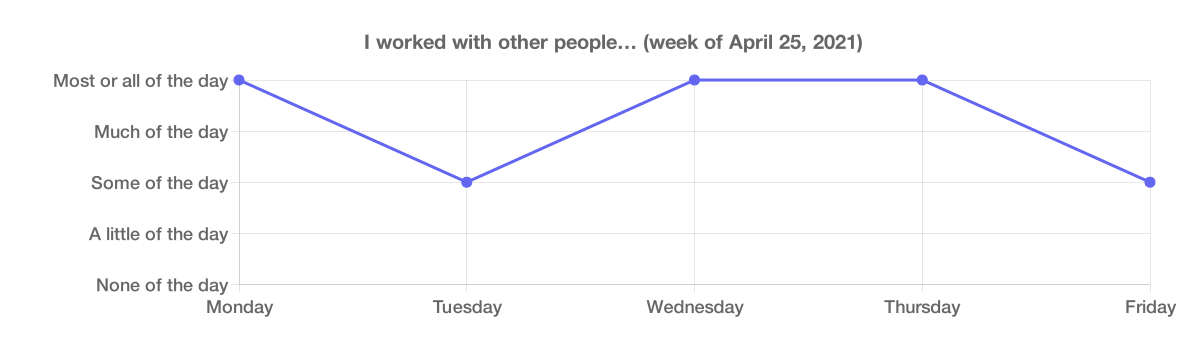 I worked with other people… (week of April 25, 2021)
Most or all of the day
Much of the day
Some of the day
A little of the day
None of the day
Monday Tuesday Wednesday Thursday Friday